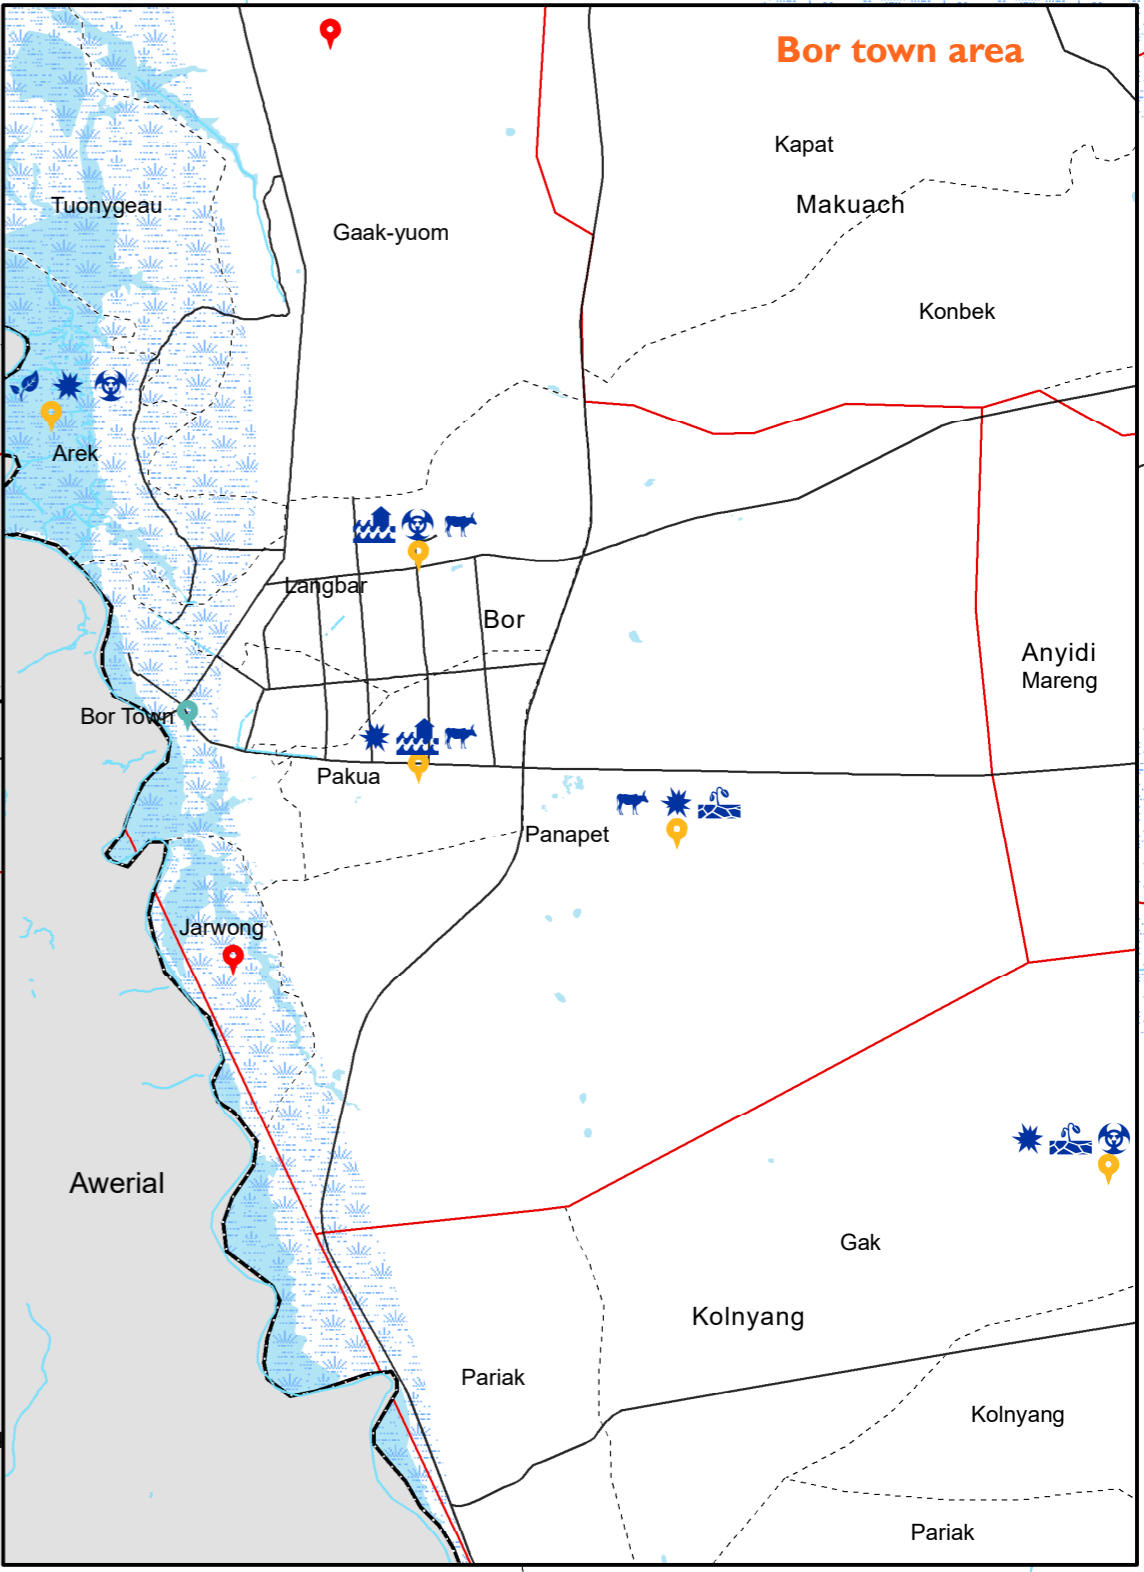 Bor town area
Kapat
Tuonygeau
Makuach
Gaak-yuom
Konbek
Arek
Langbar
Bor
Anyidi
Mareng
Bor Town
Pakua
Panapet
Jarwong
Awerial
Gak
Kolnyang
Pariak
Kolnyang
Pariak